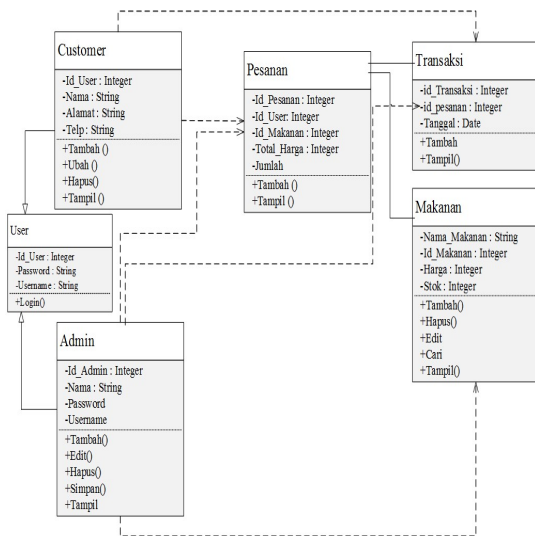 Customer
-Id_User : Integer
-Nama : String
-Alamat : String
-Telp : String
+Tambah ()
+Ubah ()
+Hapus()
+Tampil ()
Pesanan
-Id_Pesanan : Integer
-Id_User: Integer
-Id_Makanan : Integer
-Total_Harga : Integer
-Jumlah
+Tambah ()
+Tampil ()
Transaksi
-id_Transaksi : Integer
-id_pesanan : Integer
-Tanggal : Date
+Tambah
+Tampil()
Makanan
-Nama_Makanan : String
-Id_Makanan : Integer
-Harga : Integer
-Stok : Integer
+Tambah()
+Hapus()
+Edit
+Cari
+Tampil()
User
-Id_User : Integer
-Password : String
-Username : String
+Login()
Admin
-Id_Admin : Integer
-Nama : String
-Password
-Username
+Tambah()
+Edit()
+Hapus()
+Simpan()
+Tampil